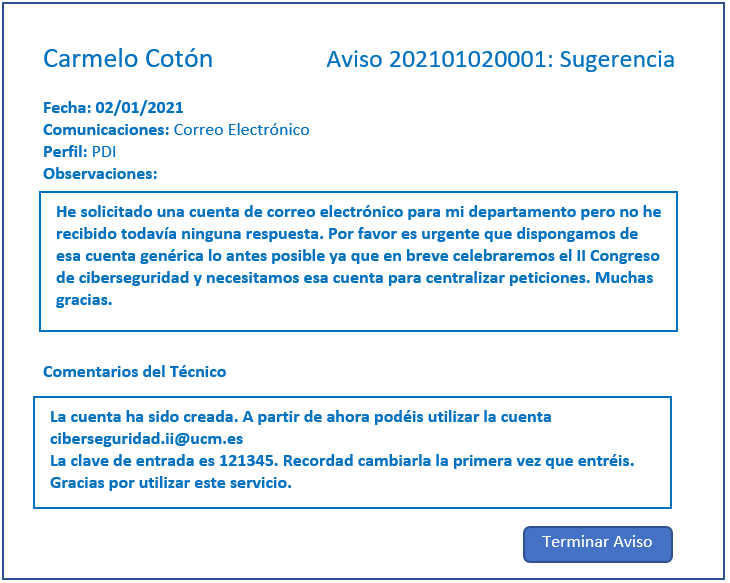 Carmelo Cotón
Aviso 202101020001: Sugerencia
Fecha: 02/01/2021
Comunicaciones: Correo Electrónico
Perfil: PDI
Observaciones:
He solicitado una cuenta de correo electrónico para mi departamento pero no he
recibido todavía ninguna respuesta. Por favor es urgente que dispongamos de
esa cuenta genérica lo antes posible ya que en breve celebraremos el II Congreso
de ciberseguridad y necesitamos esa cuenta para centralizar peticiones. Muchas
gracias.
Comentarios del Técnico
La cuenta ha sido creada. A partir de ahora podéis utilizar la cuenta
ciberseguridad.ii@ucm.es
La clave de entrada es 121345. Recordad cambiarla la primera vez que entréis.
Gracias por utilizar este servicio.
Terminar Aviso